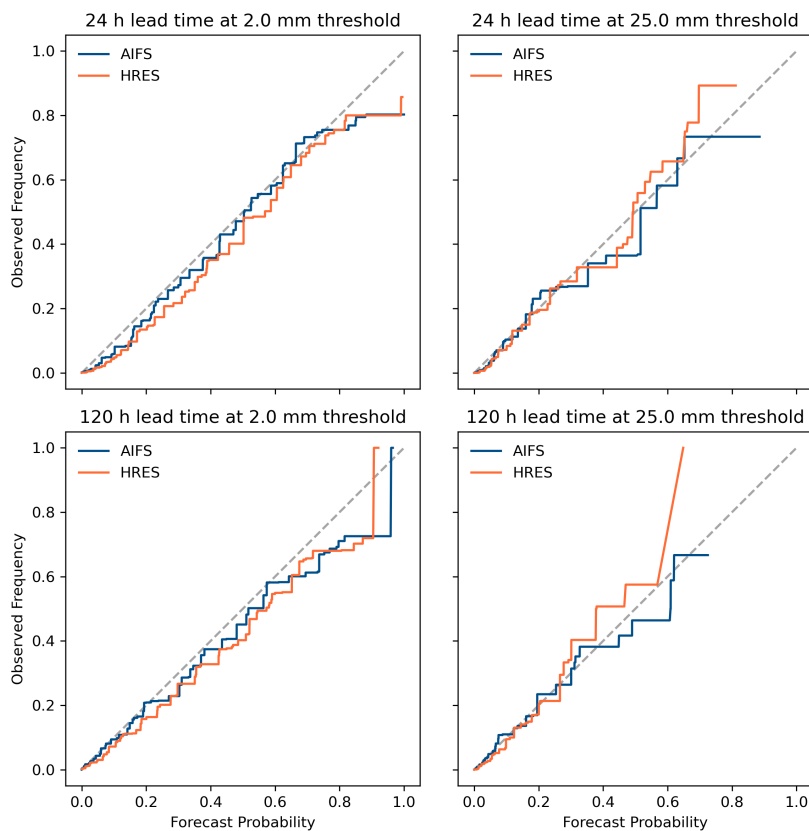 24 h lead time at 2.0 mm threshold
AIFS
HRES
1.0
0.8
0.6
0.4
0.2
0.0
Observed Frequency
24 h lead time at 25.0 mm threshold
AIFS
HRES
120 h lead time at 2.0 mm threshold
AIFS
HRES
1.0
0.8
0.6
0.4
0.2
0.0
Observed Frequency
0.0 0.2 0.4 0.6 0.8 1.0
Forecast Probability
120 h lead time at 25.0 mm threshold
AIFS
HRES
0.0 0.2 0.4 0.6 0.8 1.0
Forecast Probability